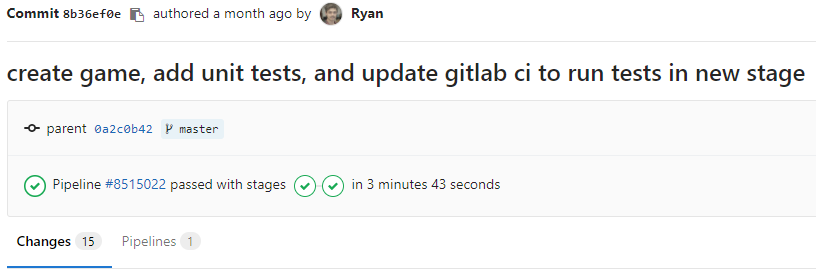 Commit 8b36ef0e authored a month ago by Ryan
create game, add unit tests, and update gitlab ci to run tests in new stage
parent 0a2c0b42 master
Pipeline #8515022 passed with stages in 3 minutes 43 seconds
Changes 15 Pipelines 1